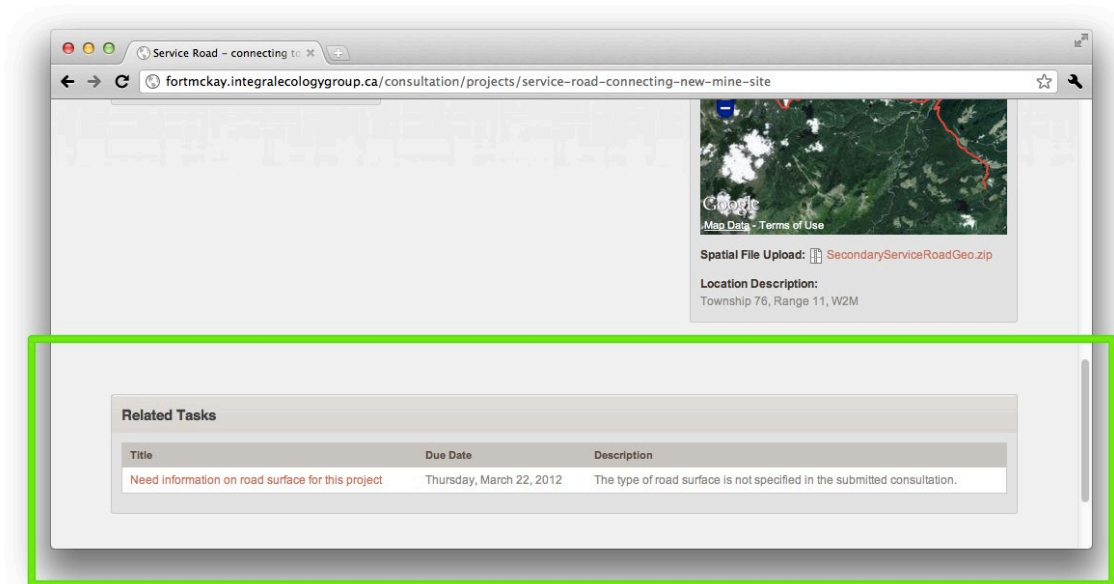 Service Road – connecting to
fortmckay.integralecologygroup.ca/consultation/projects/service-road-connecting-new-mine-site
Google
Map Data - Terms of Use
Spatial File Upload: SecondaryServiceRoadGeo.zip
Location Description:
Township 76, Range 11, W2M
Related Tasks
Title Due Date Description
Need information on road surface for this project Thursday, March 22, 2012 The type of road surface is not specified in the submitted consultation.